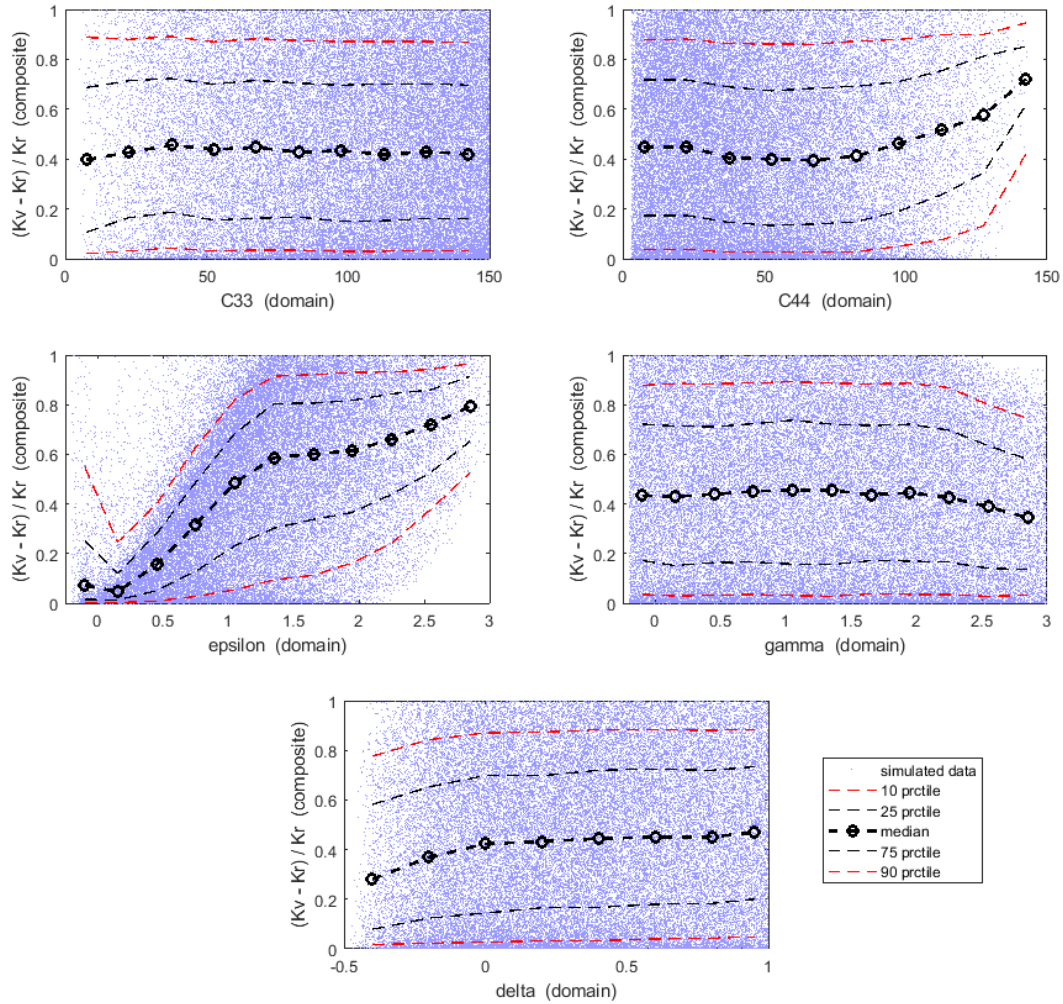 (Kv - Kr) / Kr (composite)
1
0.8
0.6
0.4
0.2
0
0 50 100 150
C33 (domain)
(Kv - Kr) / Kr (composite)
1
0.8
0.6
0.4
0.2
0
0 50 100 150
C44 (domain)
(Kv - Kr) / Kr (composite)
1
0.8
0.6
0.4
0.2
0
0 0.5 1 1.5 2 2.5 3
epsilon (domain)
(Kv - Kr) / Kr (composite)
1
0.8
0.6
0.4
0.2
0
0 0.5 1 1.5 2 2.5 3
gamma (domain)
(Kv - Kr) / Kr (composite)
1
0.8
0.6
0.4
0.2
0
-0.5 0 0.5 1
delta (domain)
simulated data
10 prctile
25 prctile
median
75 prctile
90 prctile